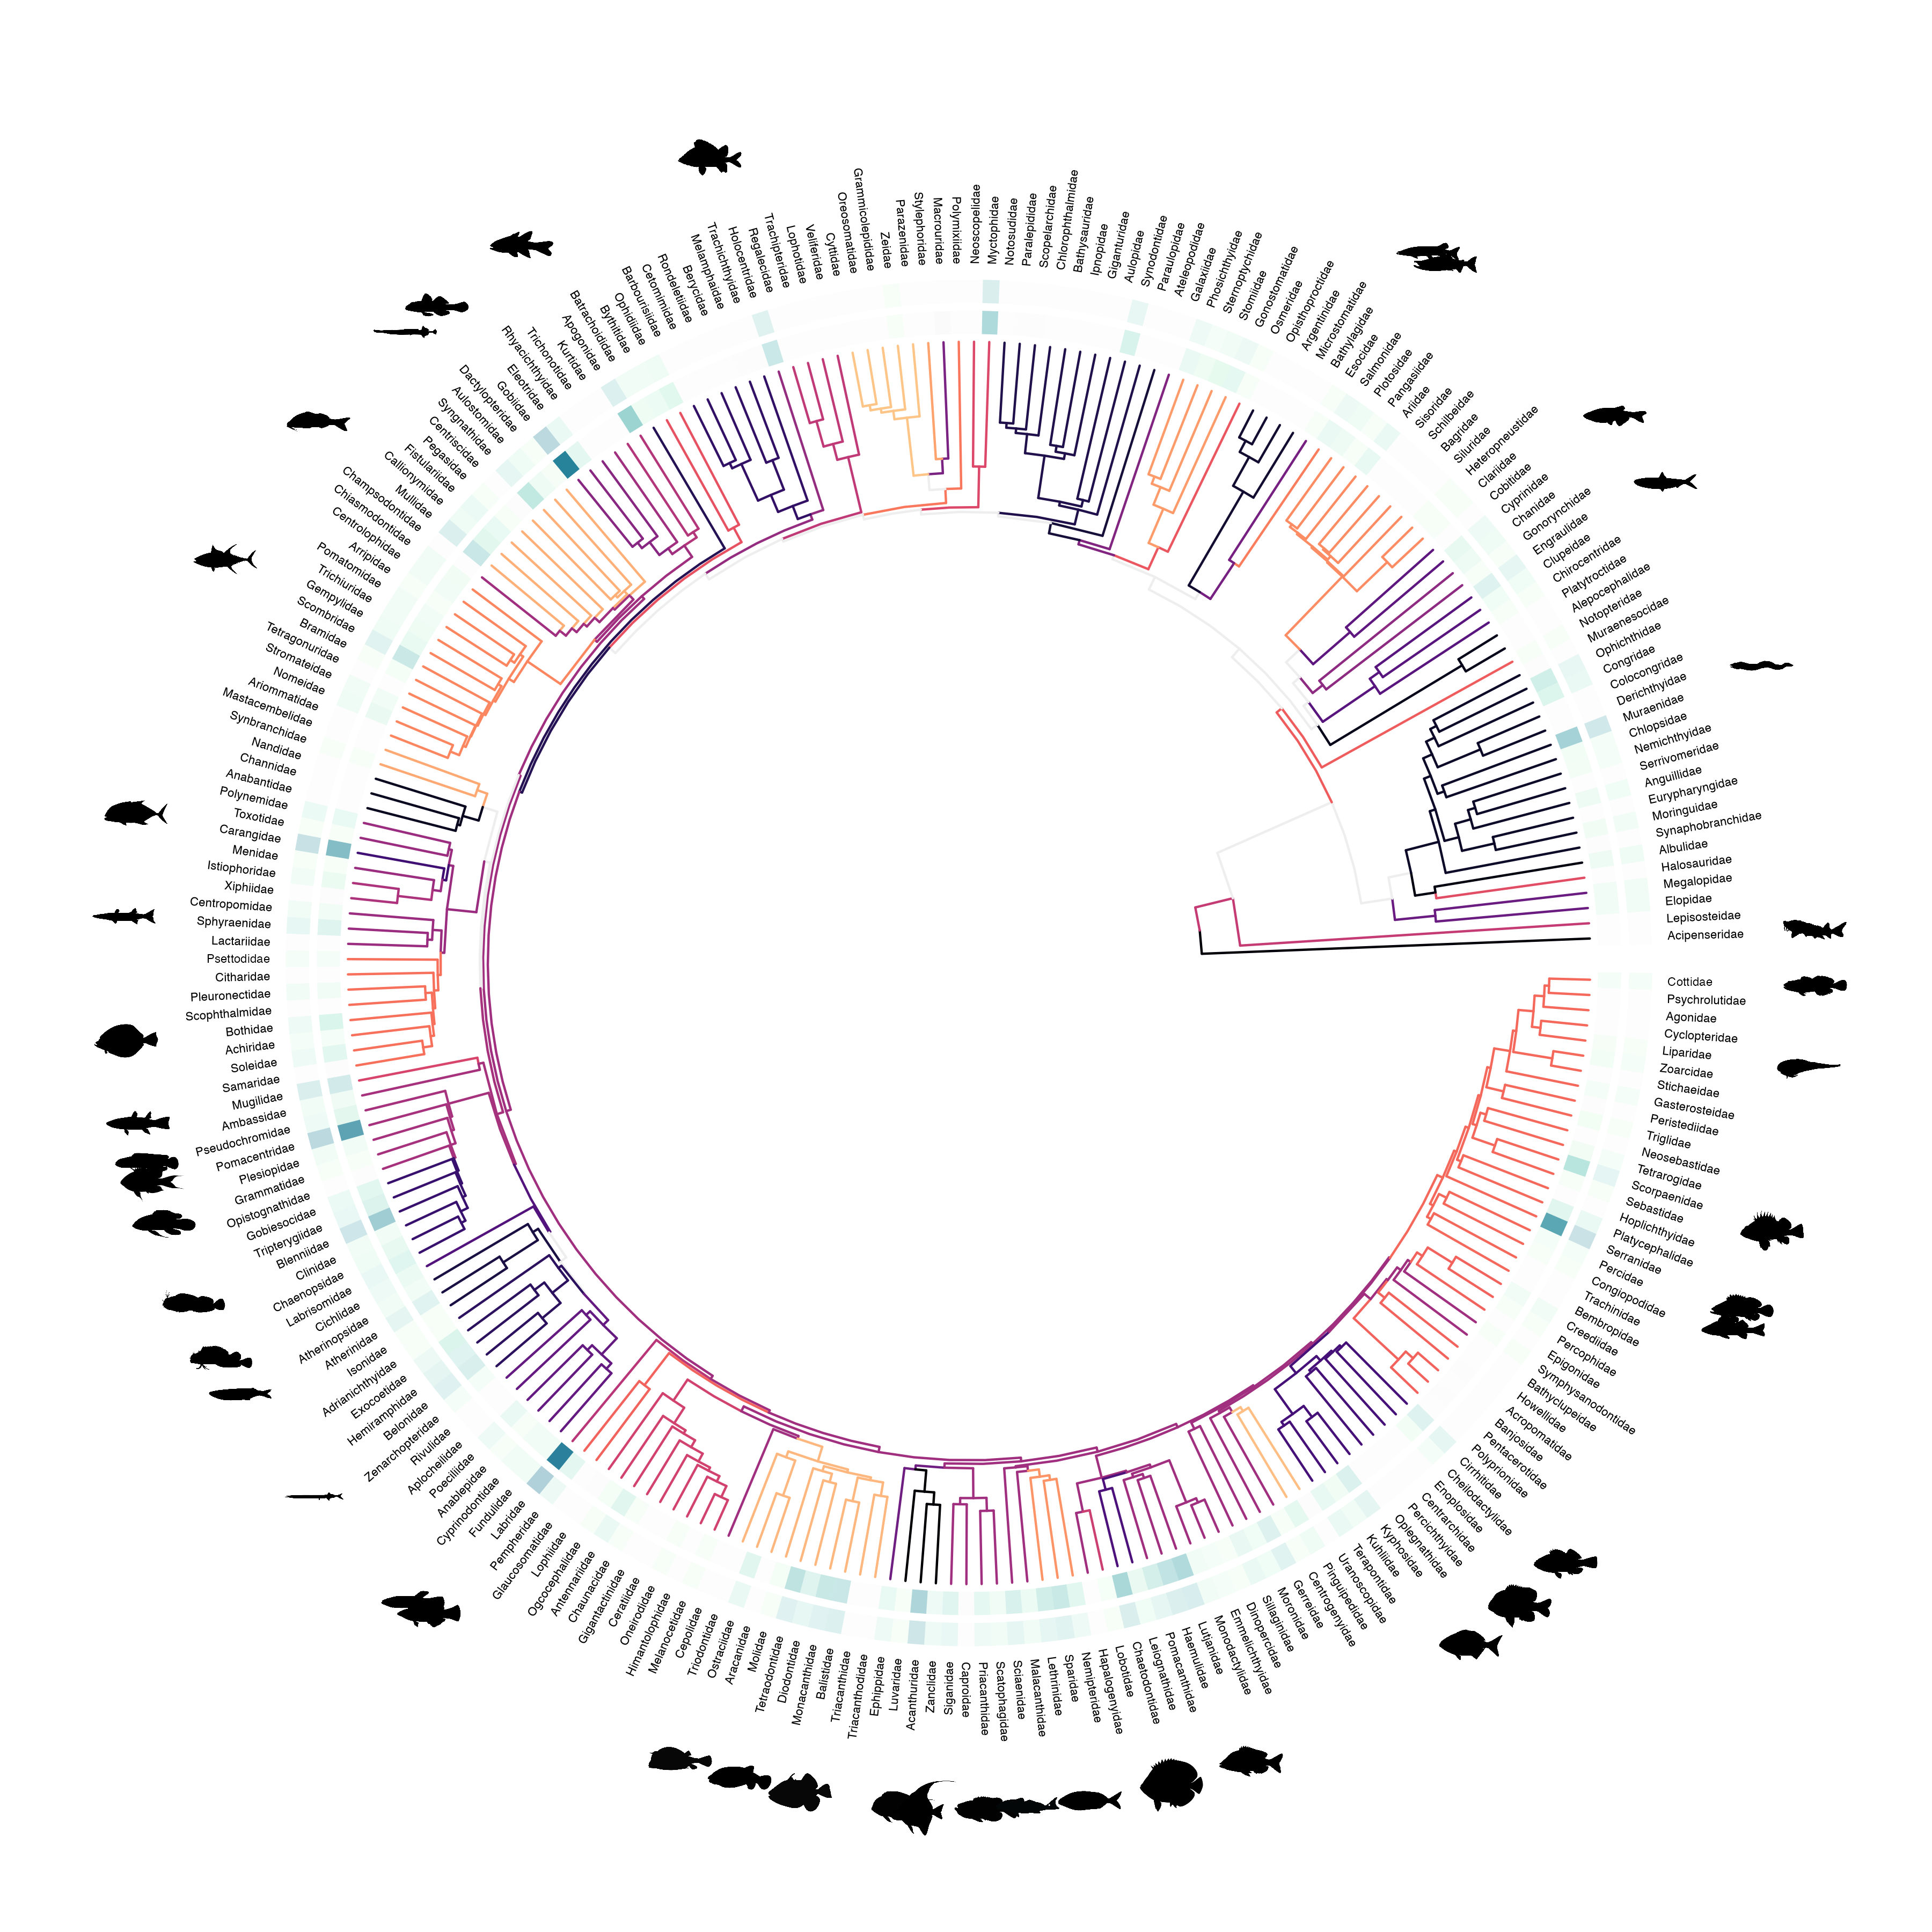 Acipenseridae
Lepisosteidae
Elopidae
Megalopidae
Halosauridae
Albulidae
Synaphobranchidae
Moringuidae
Eurypharyngidae
Anguillidae
Serrivomeridae
Nemichthyidae
Chlopsidae
Muraenidae
Derichthyidae
Colocongridae
Congridae
Ophichthidae
Muraenesocidae
Notopteridae
Alepocephalidae
Platytroctidae
Chirocentridae
Clupeidae
Engraulidae
Gonorynchidae
Chanidae
Cyprinidae
Cobitidae
Clariidae
Heteropneustidae
Siluridae
Bagridae
Schilbeidae
Sisoridae
Ariidae
Pangasiidae
Plotosidae
Salmonidae
Esocidae
Bathylagidae
Microstomatidae
Argentinidae
Opisthoproctidae
Osmeridae
Gonostomatidae
Stomiidae
Sternoptychidae
Phosichthyidae
Galaxiidae
Ateleopodidae
Paraulopidae
Synodontidae
Aulopidae
Giganturidae
Ipnopidae
Bathysauridae
Chlorophthalmidae
Scopelarchidae
Paralepididae
Notosudidae
Myctophidae
Neoscopelidae
Polymixiidae
Macrouridae
Stylephoridae
Parazenidae
Zeidae
Grammicolepididae
Oreosomatidae
Cyttidae
Veliferidae
Lophotidae
Trachipteridae
Regalecidae
Holocentridae
Trachichthyidae
Melamphaidae
Berycidae
Rondeletiidae
Cetomimidae
Barbourisiidae
Ophidiidae
Bythitidae
Batrachoididae
Apogonidae
Kurtidae
Trichonotidae
Rhyacichthyidae
Eleotridae
Gobiidae
Dactylopteridae
Aulostomidae
Syngnathidae
Centriscidae
Pegasidae
Fistulariidae
Callionymidae
Mullidae
Champsodontidae
Chiasmodontidae
Centrolophidae
Arripidae
Pomatomidae
Trichiuridae
Gempylidae
Scombridae
Bramidae
Tetragonuridae
Stromateidae
Nomeidae
Ariommatidae
Mastacembelidae
Synbranchidae
Nandidae
Channidae
Anabantidae
Polynemidae
Toxotidae
Carangidae
Menidae
Istiophoridae
Xiphiidae
Centropomidae
Sphyraenidae
Lactariidae
Psettodidae
Citharidae
Pleuronectidae
Scophthalmidae
Bothidae
Achiridae
Soleidae
Samaridae
Mugilidae
Ambassidae
Pseudochromidae
Pomacentridae
Plesiopidae
Grammatidae
Opistognathidae
Gobiesocidae
Tripterygiidae
Blenniidae
Clinidae
Chaenopsidae
Labrisomidae
Cichlidae
Atherinopsidae
Atherinidae
Isonidae
Adrianichthyidae
Exocoetidae
Hemiramphidae
Belonidae
Zenarchopteridae
Rivulidae
Aplocheilidae
Poeciliidae
Anablepidae
Cyprinodontidae
Fundulidae
Labridae
Pempheridae
Glaucosomatidae
Lophiidae
Ogcocephalidae
Antennariidae
Chaunacidae
Gigantactinidae
Ceratiidae
Oneirodidae
Himantolophidae
Melanocetidae
Cepolidae
Triodontidae
Ostraciidae
Aracanidae
Molidae
Tetraodontidae
Diodontidae
Monacanthidae
Balistidae
Triacanthidae
Triacanthodidae
Ephippidae
Luvaridae
Acanthuridae
Zanclidae
Siganidae
Caproidae
Priacanthidae
Scatophagidae
Sciaenidae
Malacanthidae
Lethrinidae
Sparidae
Nemipteridae
Hapalogenyidae
Lobotidae
Chaetodontidae
Leiognathidae
Pomacanthidae
Haemulidae
Lutjanidae
Monodactylidae
Emmelichthyidae
Dinopercidae
Sillaginidae
Moronidae
Gerreidae
Centrogenyidae
Pinguipedidae
Uranoscopidae
Terapontidae
Kuhliidae
Kyphosidae
Oplegnathidae
Percichthyidae
Centrarchidae
Enoplosidae
Cheilodactylidae
Cirrhitidae
Polyprionidae
Pentacerotidae
Banjosidae
Acropomatidae
Howellidae
Bathyclupeidae
Symphysanodontidae
Epigonidae
Percophidae
Creediidae
Bembropidae
Trachinidae
Congiopodidae
Percidae
Serranidae
Platycephalidae
Hoplichthyidae
Sebastidae
Scorpaenidae
Tetrarogidae
Neosebastidae
Triglidae
Peristediidae
Gasterosteidae
Stichaeidae
Zoarcidae
Liparidae
Cyclopteridae
Agonidae
Psychrolutidae
Cottidae